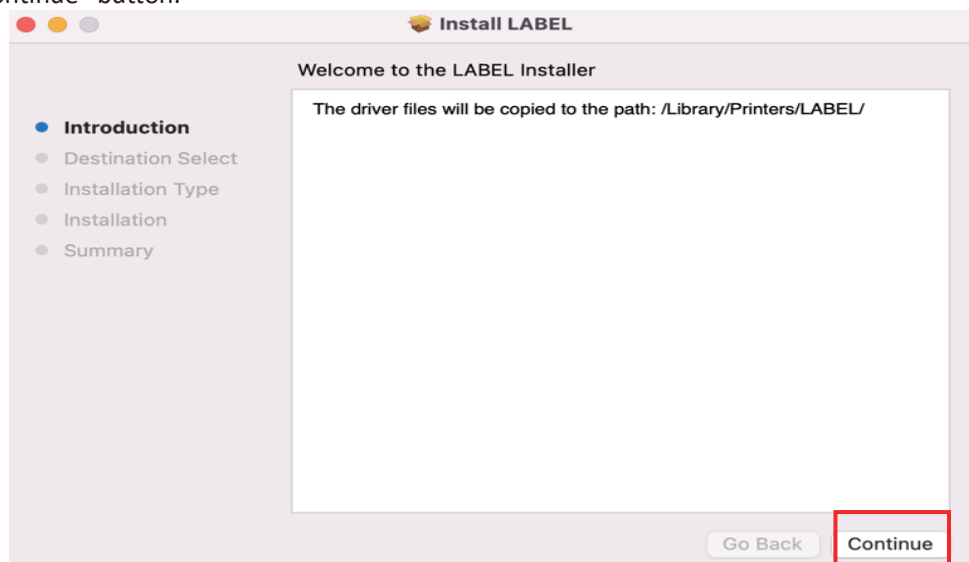 button.
Install LABEL
Welcome to the LABEL Installer
The driver files will be copied to the path: /Library/Printers/LABEL/
Introduction
Destination Select
Installation Type
Installation
Summary
Go Back
Continue